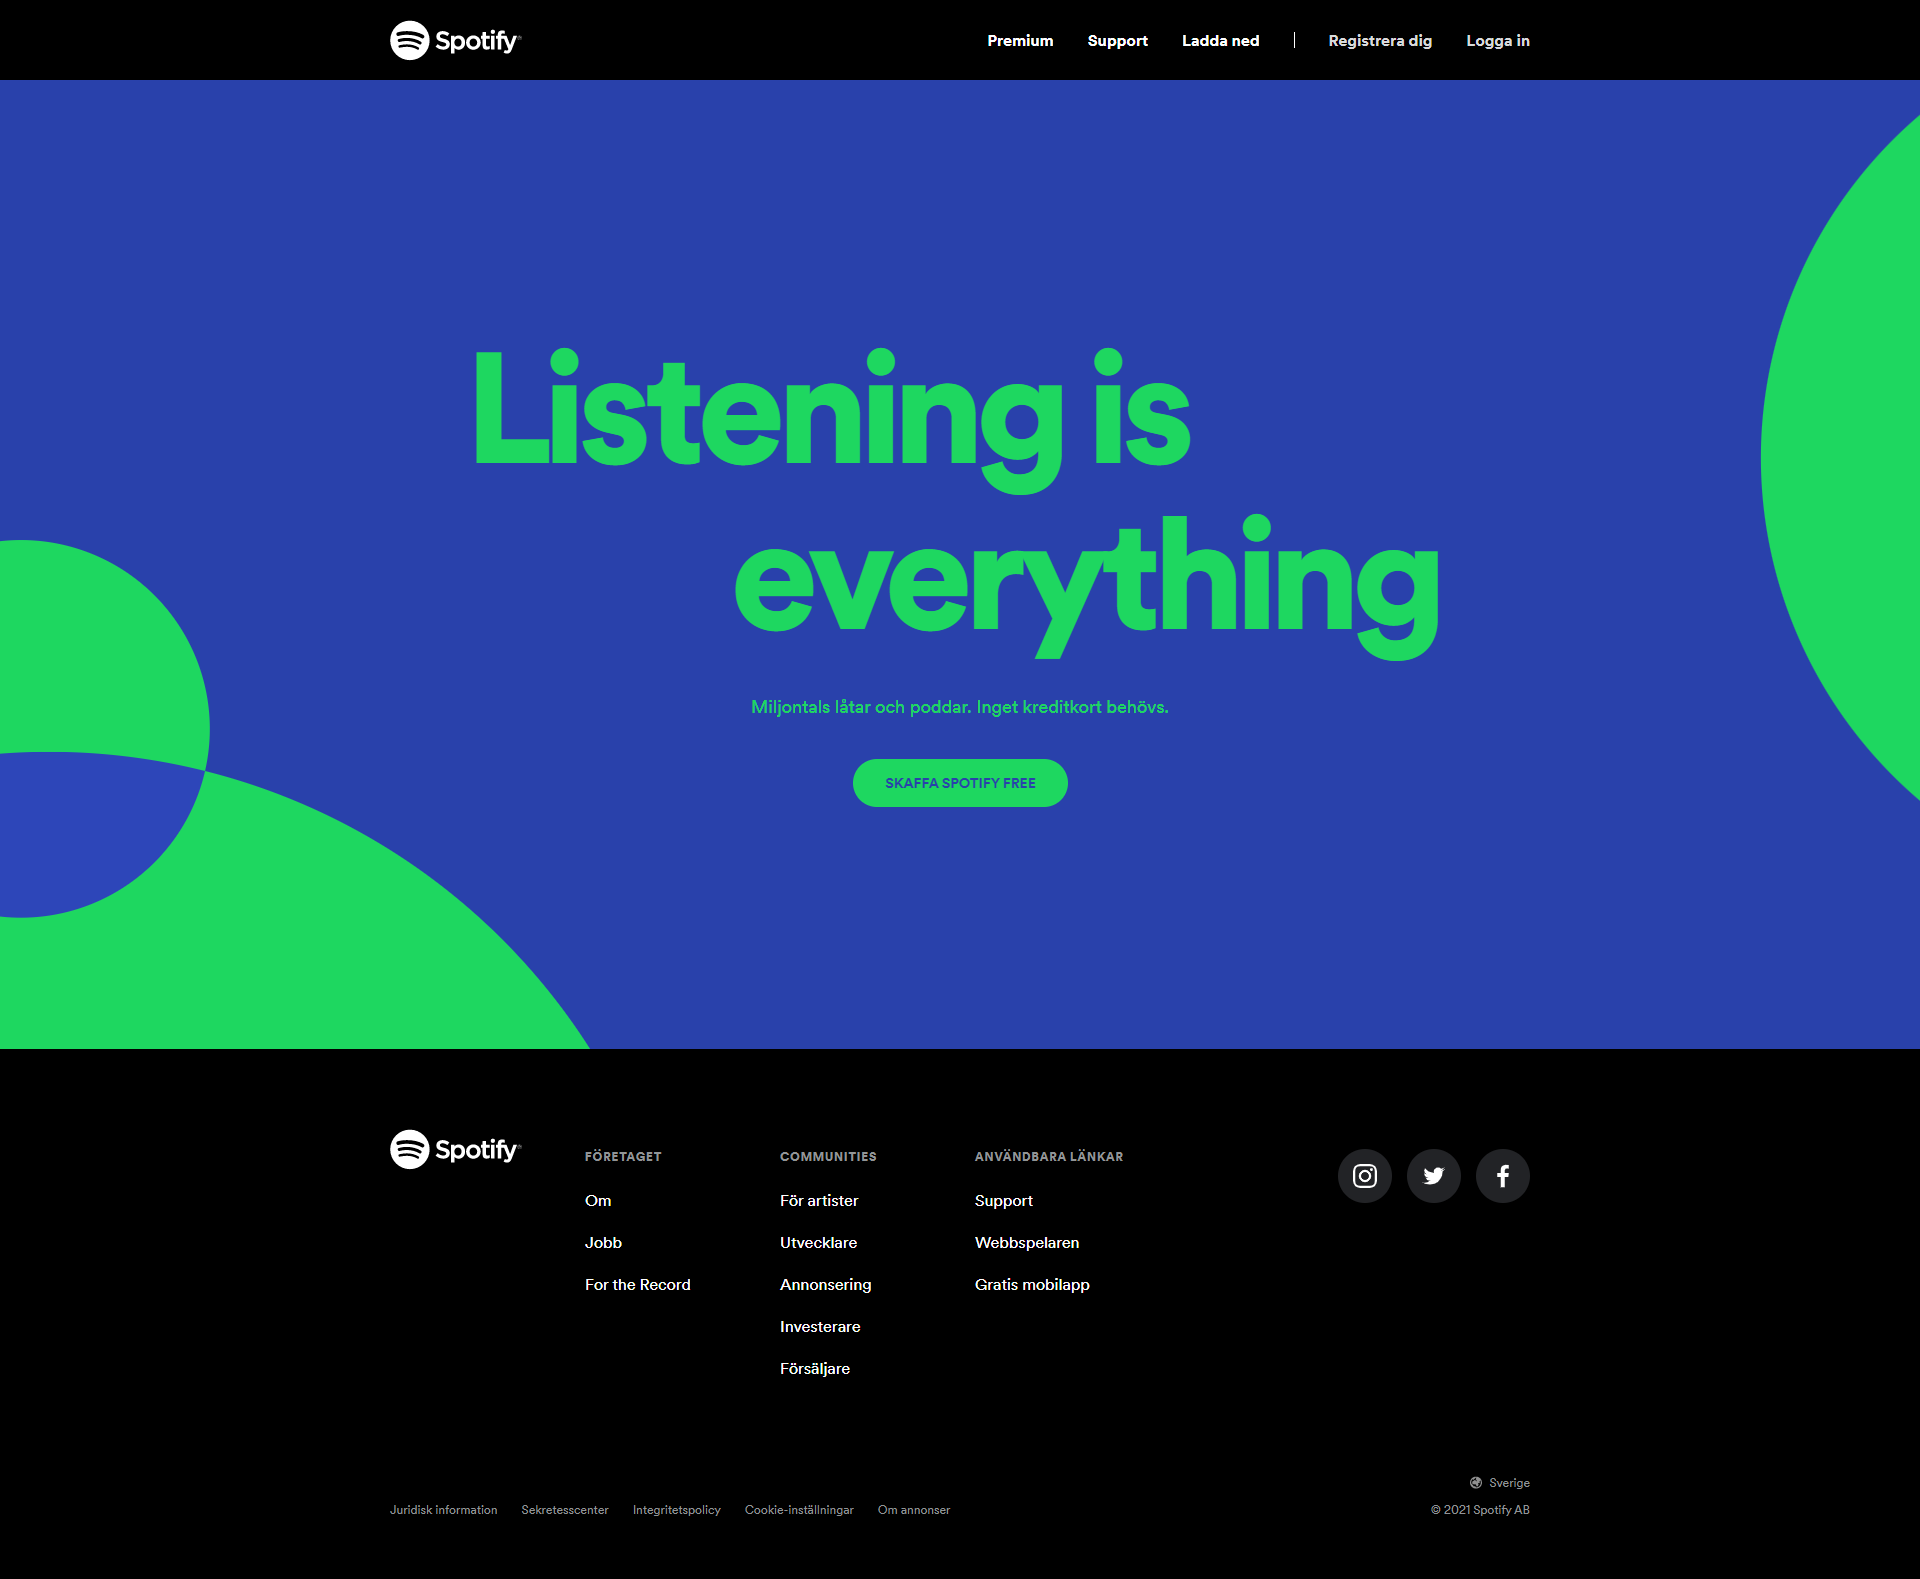 Spotify®
Premium Support Ladda ned | Registrera dig Logga in
Listening is
everything
Miljontals låtar och poddar. Inget kreditkort behövs.
SKAFFA SPOTIFY FREE
Spotify®
FÖRETAGET
Om
Jobb
For the Record
COMMUNITIES
För artister
Utvecklare
Annonsering
Investerare
Försäljare
ANVÄNDBARA LÄNKAR
Support
Webbspelaren
Gratis mobilapp
Sverige
Juridisk information Sekretesscenter Integritetspolicy Cookie-inställningar Om annonser
© 2021 Spotify AB